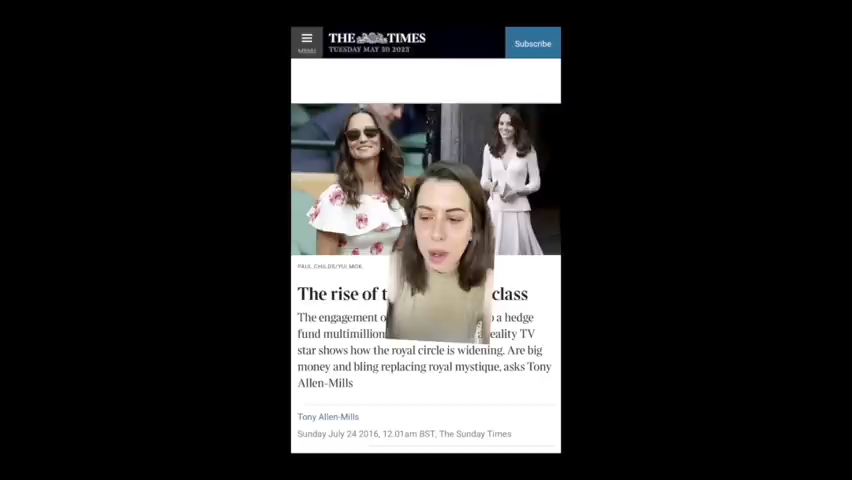 MENU
THE TIMES
TUESDAY MAY 30 2023
Subscribe
PAUL CHILDS/YUI MOK
The rise of t class
The engagement o o a hedge
fund multimillion eality TV
star shows how the royal circle is widening. Are big
money and bling replacing royal mystique, asks Tony
Allen-Mills
Tony Allen-Mills
Sunday July 24 2016, 12.01am BST, The Sunday Times